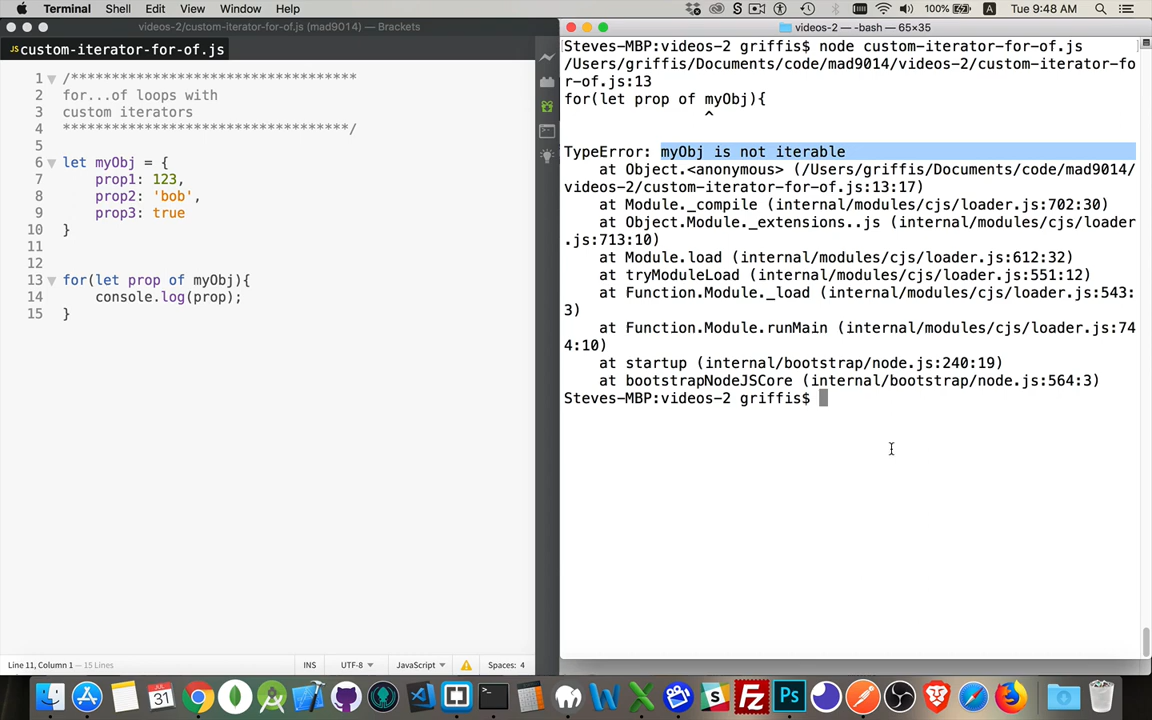 Terminal Shell Edit View Window Help 100% A Tue 9:48 AM
videos-2/custom-iterator-for-of.js (mad9014) — Brackets
JS custom-iterator-for-of.js
1 /***********************************
2 for...of loops with
3 custom iterators
4 ***********************************/
5
6 let myObj = {
7 prop1: 123,
8 prop2: 'bob',
9 prop3: true
10 }
11
12
13 for(let prop of myObj){
14 console.log(prop);
15 }
Line 11, Column 1 — 15 Lines INS UTF-8 JavaScript Spaces: 4
videos-2 — -bash — 65×35
Steves-MBP:videos-2 griffis$ node custom-iterator-for-of.js
/Users/griffis/Documents/code/mad9014/videos-2/custom-iterator-fo
r-of.js:13
for(let prop of myObj){
^
TypeError: myObj is not iterable
at Object.<anonymous> (/Users/griffis/Documents/code/mad9014/
videos-2/custom-iterator-for-of.js:13:17)
at Module._compile (internal/modules/cjs/loader.js:702:30)
at Object.Module._extensions..js (internal/modules/cjs/loader
.js:713:10)
at Module.load (internal/modules/cjs/loader.js:612:32)
at tryModuleLoad (internal/modules/cjs/loader.js:551:12)
at Function.Module._load (internal/modules/cjs/loader.js:543:
3)
at Function.Module.runMain (internal/modules/cjs/loader.js:74
4:10)
at startup (internal/bootstrap/node.js:240:19)
at bootstrapNodeJSCore (internal/bootstrap/node.js:564:3)
Steves-MBP:videos-2 griffis$